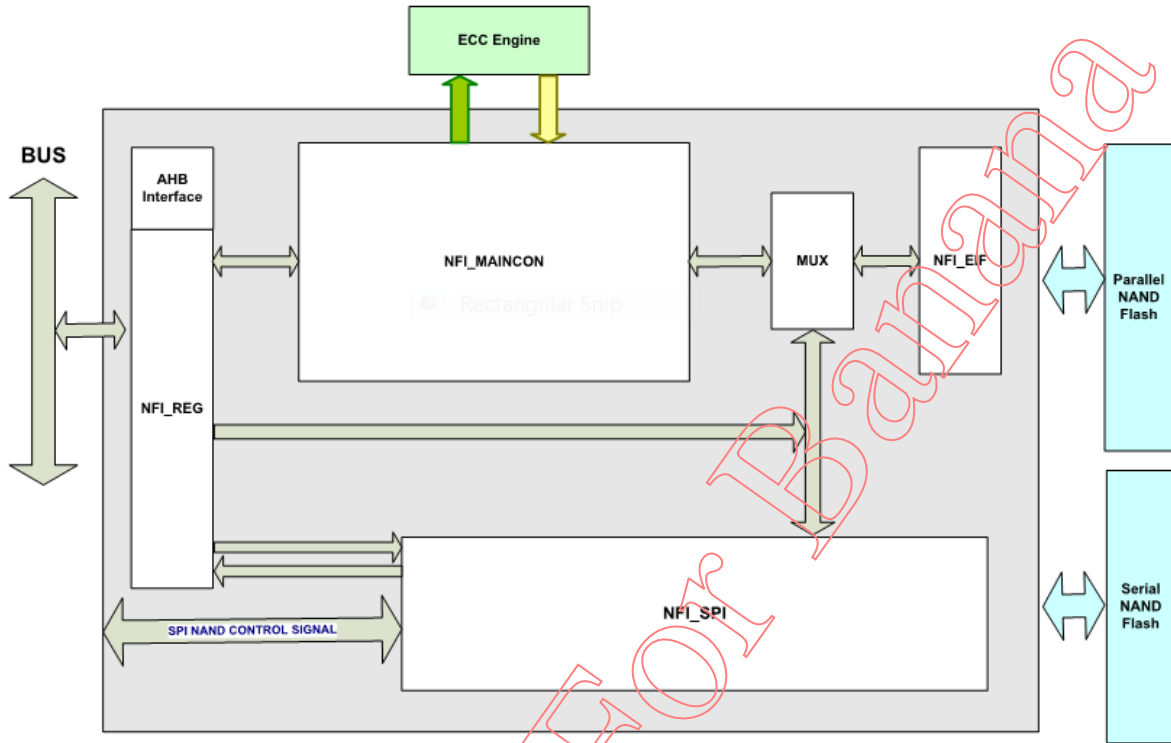 ECC Engine
BUS
AHB
Interface
NFI_MAINCON
MUX
NFI_EIF
Parallel
NAND
Flash
Rectangular Snip
NFI_REG
SPI NAND CONTROL SIGNAL
NFI_SPI
Serial
NAND
Flash
For Banana